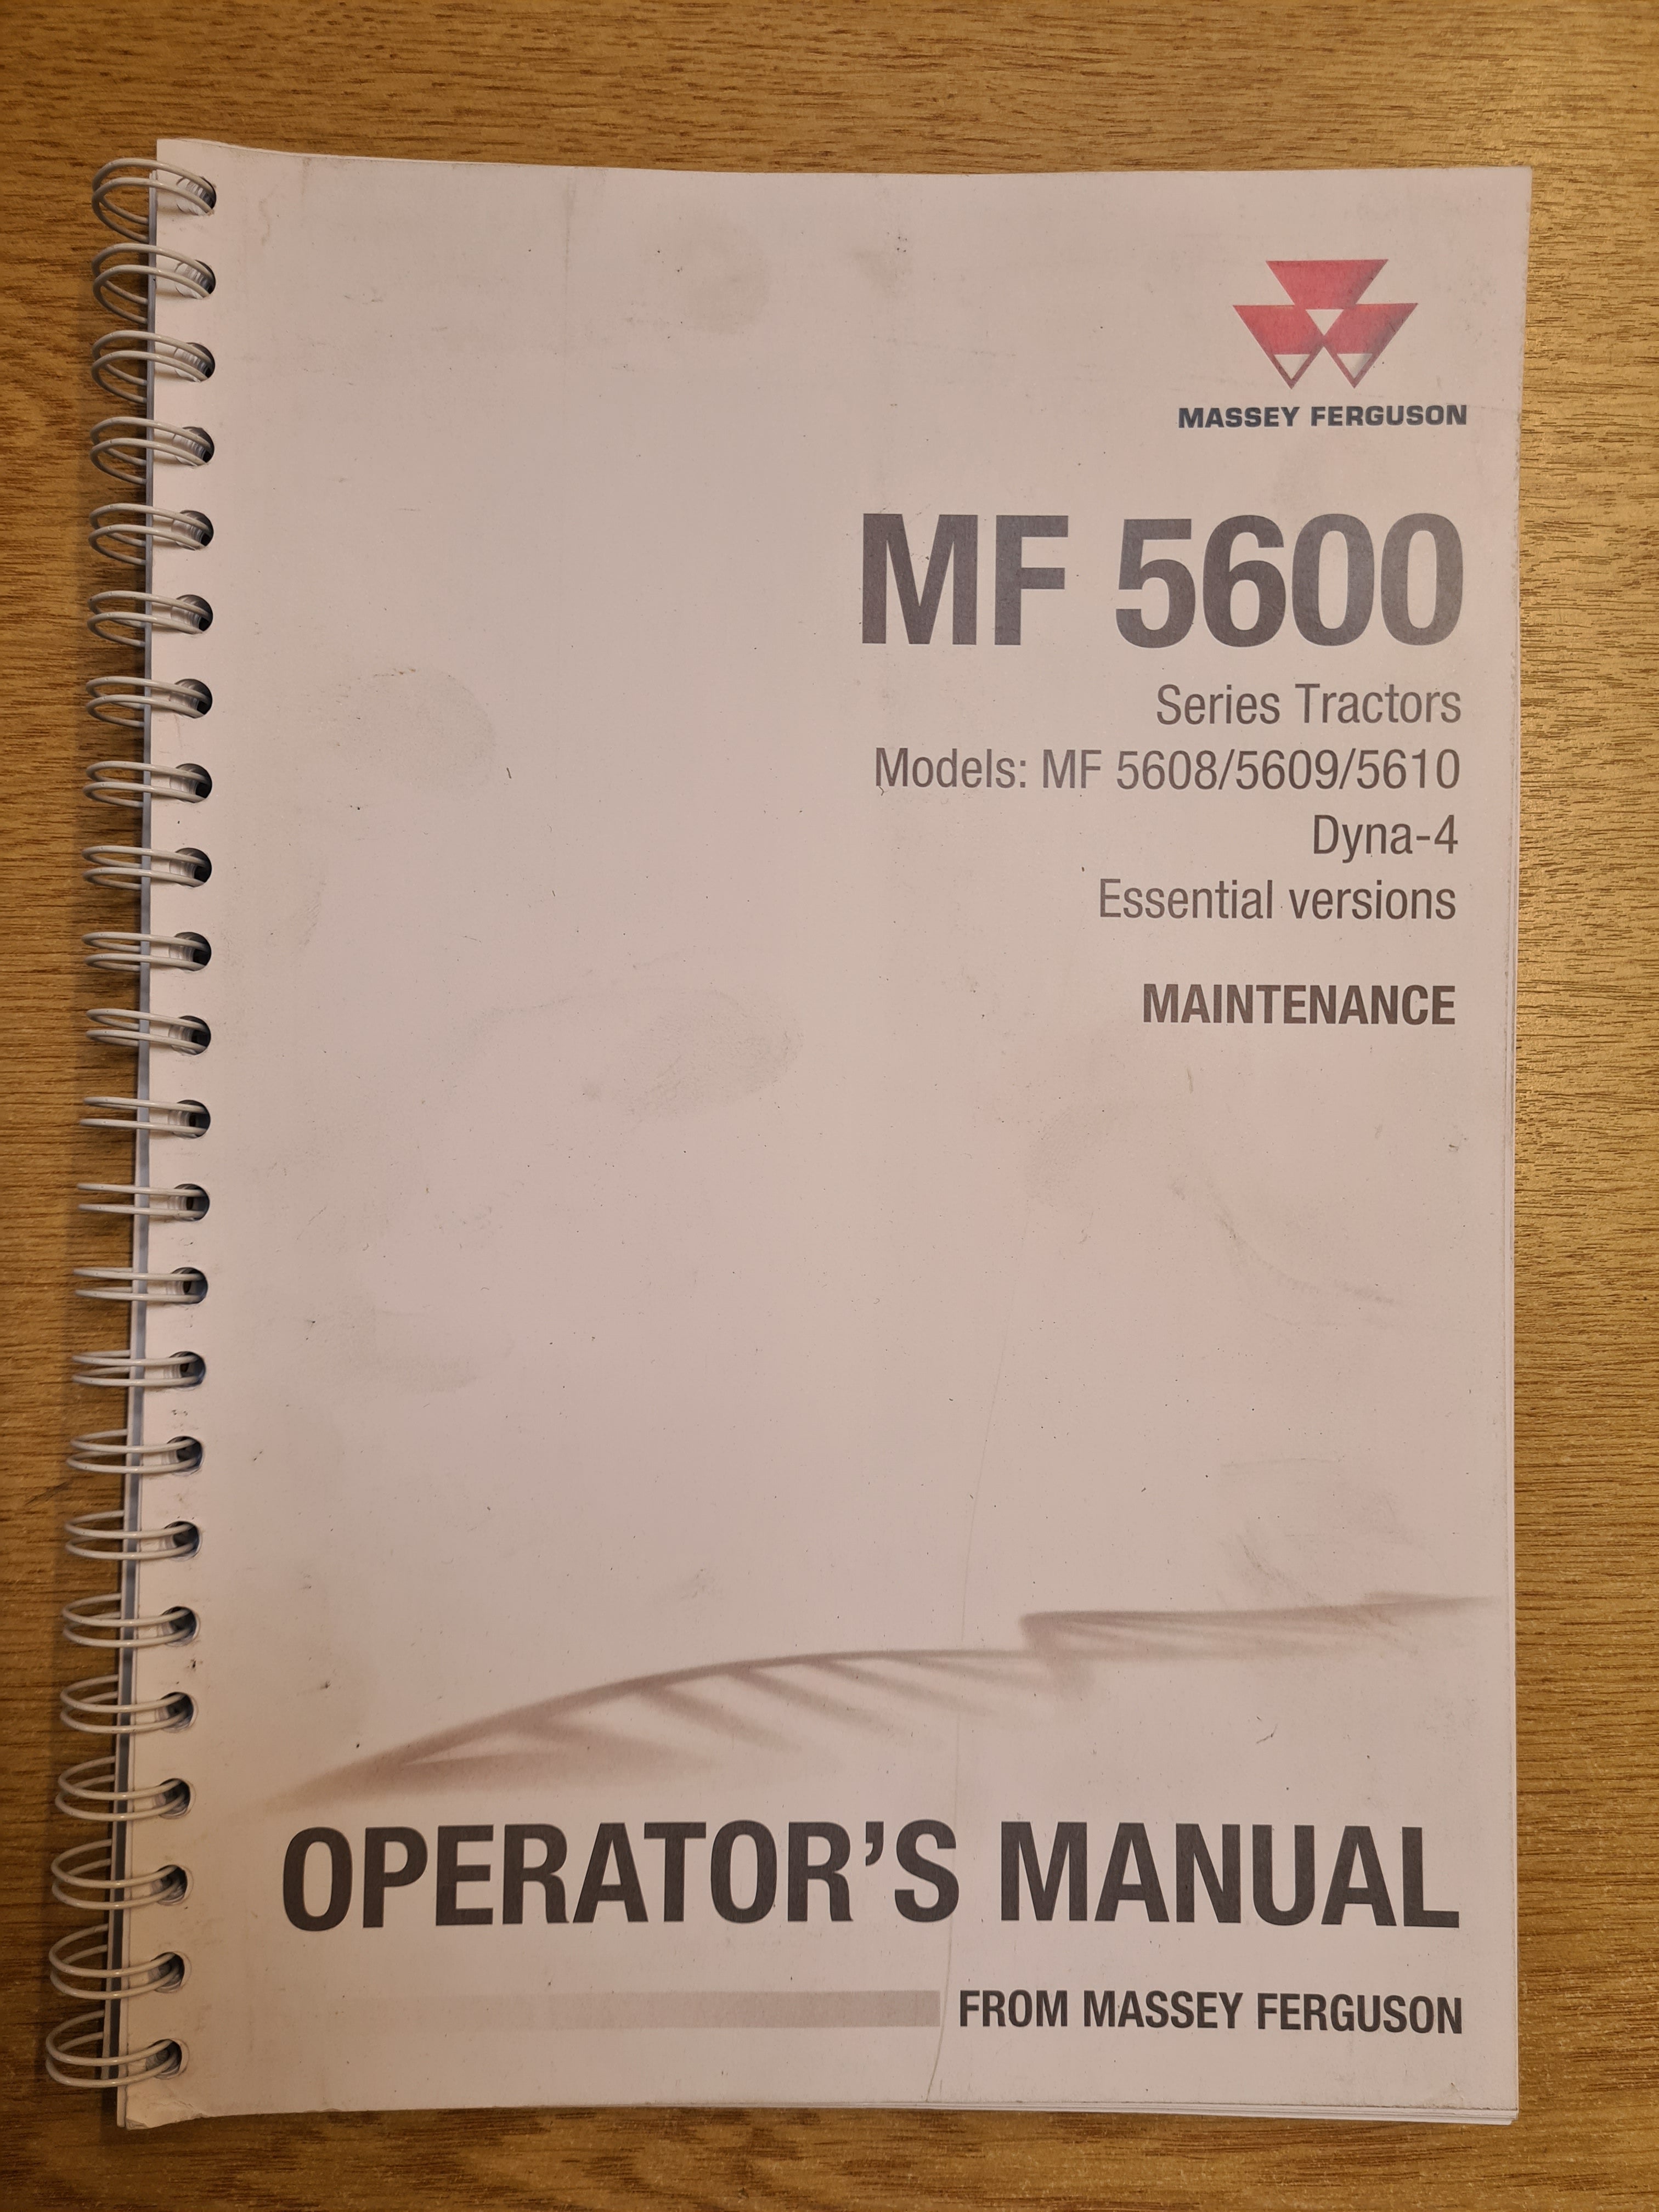 MASSEY FERGUSON
MF 5600
Series Tractors
Models: MF 5608/5609/5610
Dyna-4
Essential versions
MAINTENANCE
OPERATOR’S MANUAL
FROM MASSEY FERGUSON